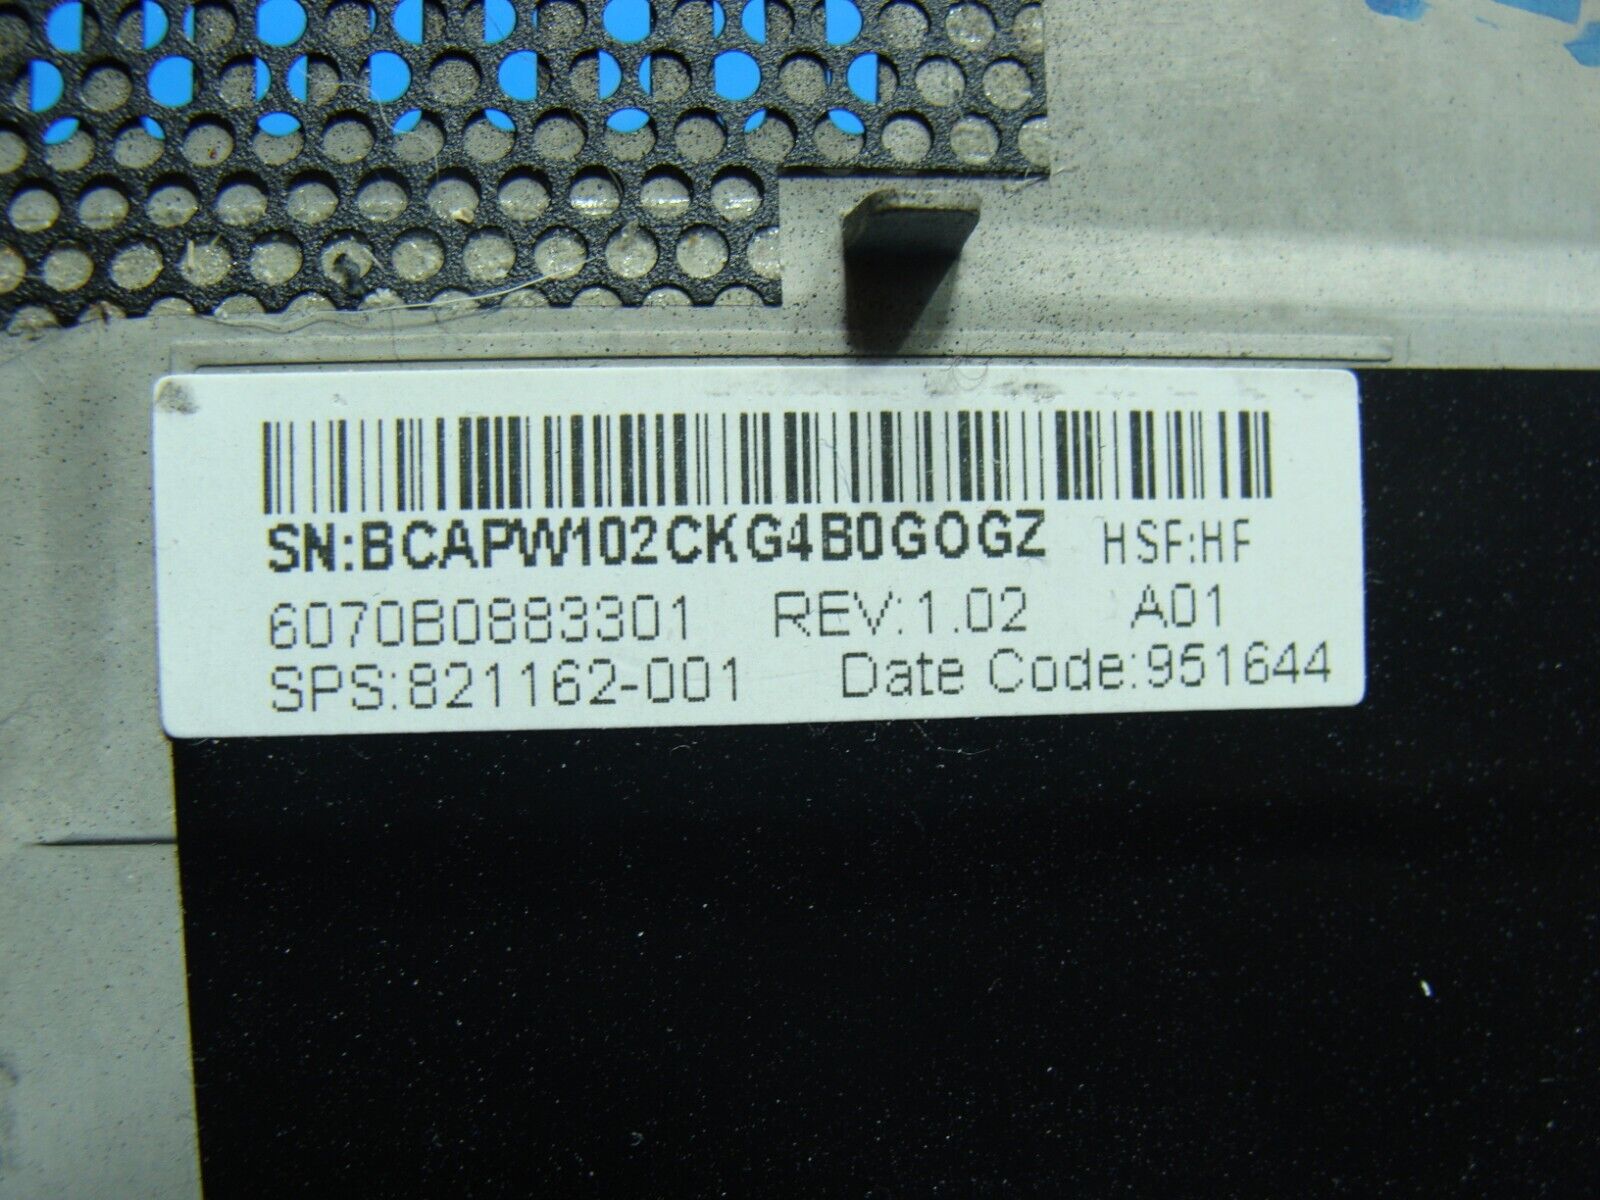 SN:BCAPW102CKG4B0GOGZ HSF:HF
6070B0883301 REV:1.02 A01
SPS:821162-001 Date Code:951644